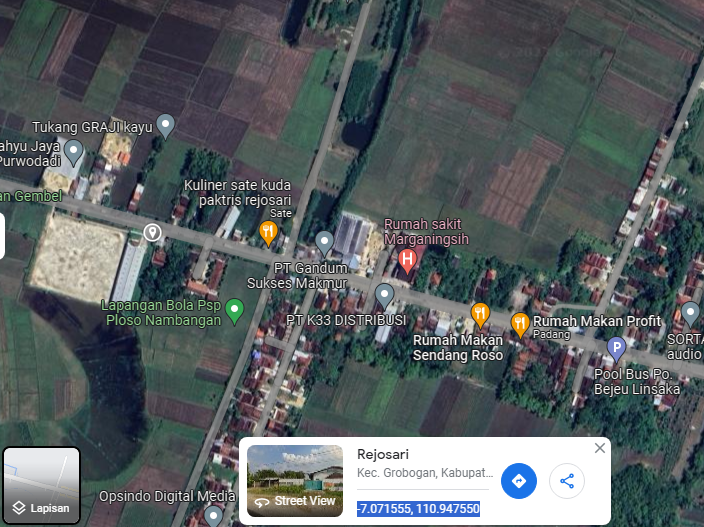 Tukang GRAJI kayu
ahyu Jaya
Purwodadi
an Gembel
Kuliner sate kuda
paktris rejosari
Sate
Rumah sakit
Marganingsih
H
PT Gandum
Sukses Makmur
Lapangan Bola Psp
Ploso Nambangan
PT K33 DISTRIBUSI
Rumah Makan
Sendang Roso
Rumah Makan Profit
Padang
SORTA
audio
P
Pool Bus Po.
Bejeu Linsaka
Opsindo Digital Media
Lapisan
Street View
Rejosari
Kec. Grobogan, Kabupat...
-7.071555, 110.947550